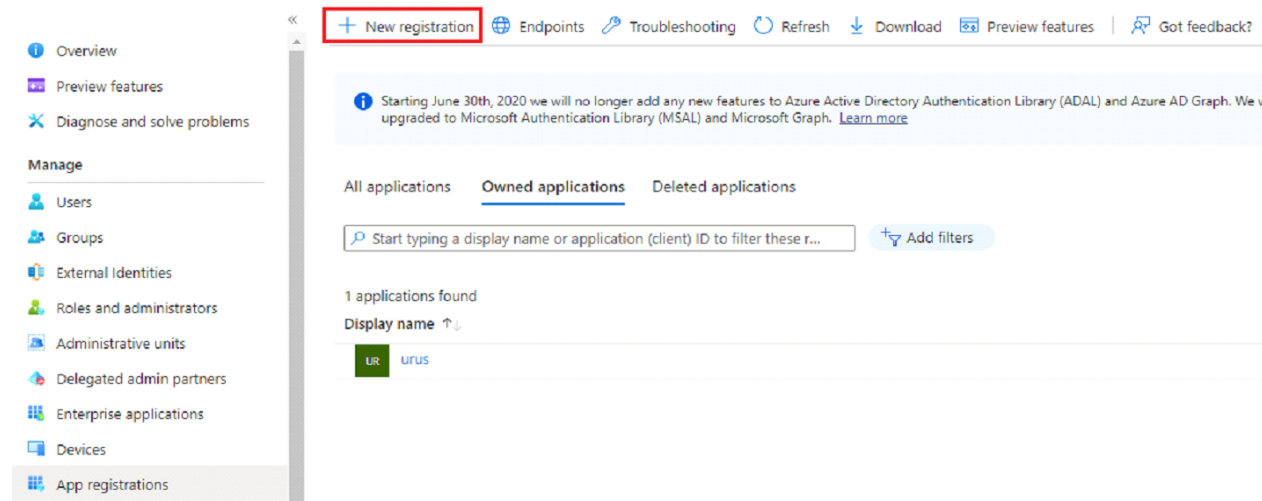 «
Overview
Preview features
Diagnose and solve problems
Manage
Users
Groups
External Identities
Roles and administrators
Administrative units
Delegated admin partners
Enterprise applications
Devices
App registrations
New registration Endpoints Troubleshooting Refresh Download Preview features Got feedback?
Starting June 30th, 2020 we will no longer add any new features to Azure Active Directory Authentication Library (ADAL) and Azure AD Graph. We
upgraded to Microsoft Authentication Library (MSAL) and Microsoft Graph. Learn more
All applications Owned applications Deleted applications
Start typing a display name or application (client) ID to filter these r... Add filters
1 applications found
Display name ↑↓
UR urus